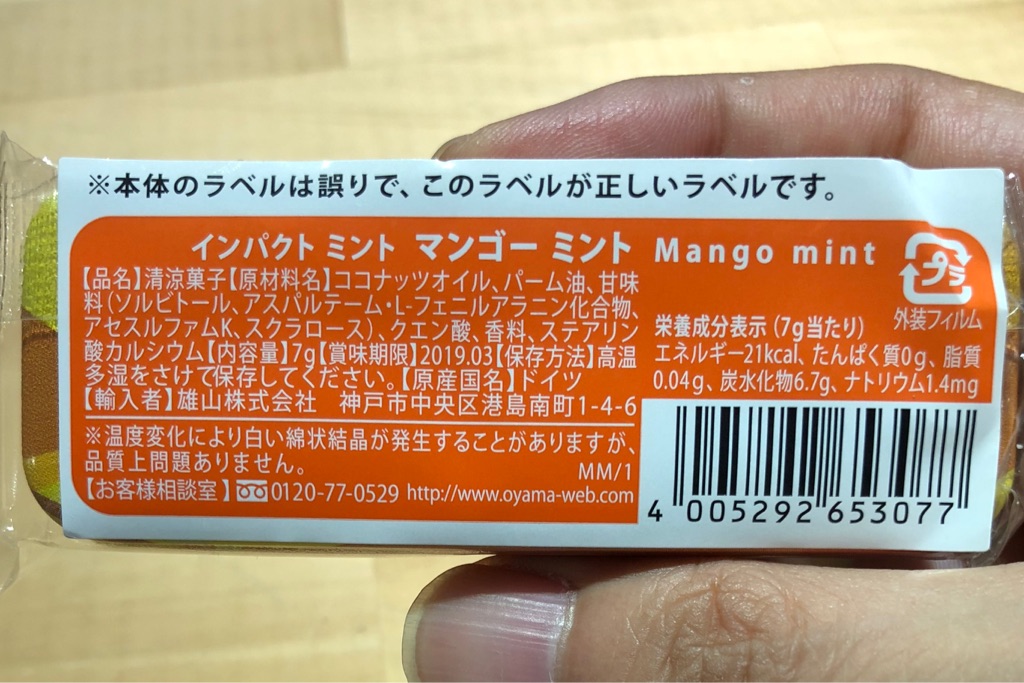 ※本体のラベルは誤りで、このラベルが正しいラベルです。
インパクト ミント マンゴー ミント Mango mint
【品名】清涼菓子【原材料名】ココナッツオイル、パーム油、甘味
料(ソルビトール、アスパルテーム・L-フェニルアラニン化合物、
アセスルファムK、スクラロース)、クエン酸、香料、ステアリン
酸カルシウム【内容量】7g【賞味期限】2019.03【保存方法】高温
多湿をさけて保存してください。【原産国名】ドイツ
【輸入者】雄山株式会社 神戸市中央区港島南町1-4-6
※温度変化により白い綿状結晶が発生することがありますが、
品質上問題ありません。
MM/1
【お客様相談室】0120-77-0529 http://www.oyama-web.com
プラ
外装フィルム
栄養成分表示(7g当たり)
エネルギー21kcal、たんぱく質0g、脂質
0.04g、炭水化物6.7g、ナトリウム1.4mg
4 005292 653077